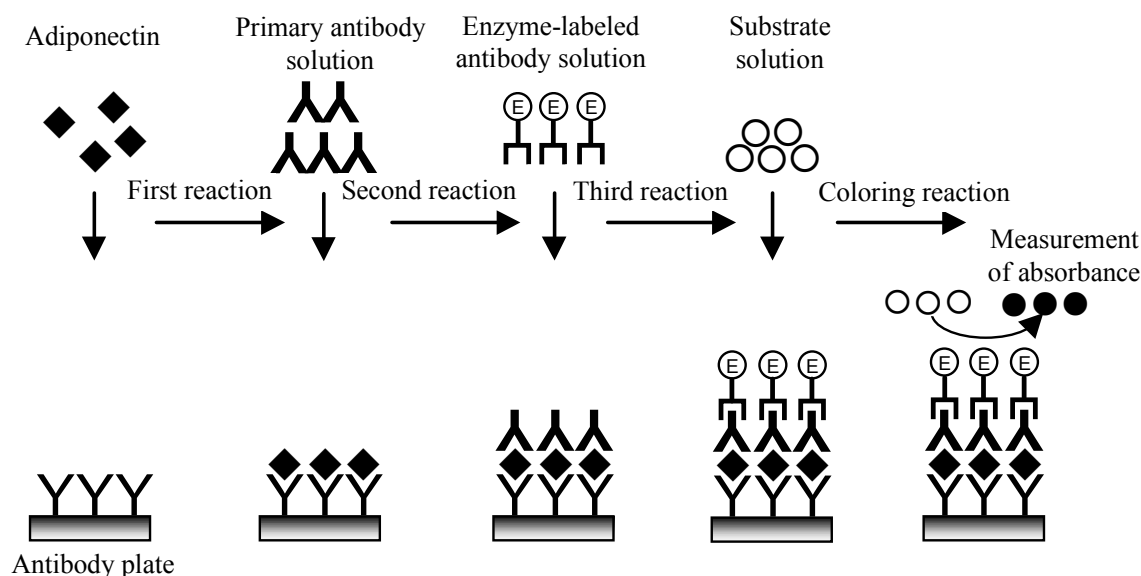 Adiponectin
Primary antibody
solution
Enzyme-labeled
antibody solution
Substrate
solution
E E E
First reaction
Second reaction
Third reaction
Coloring reaction
Measurement
of absorbance
E E E
E E E
Antibody plate